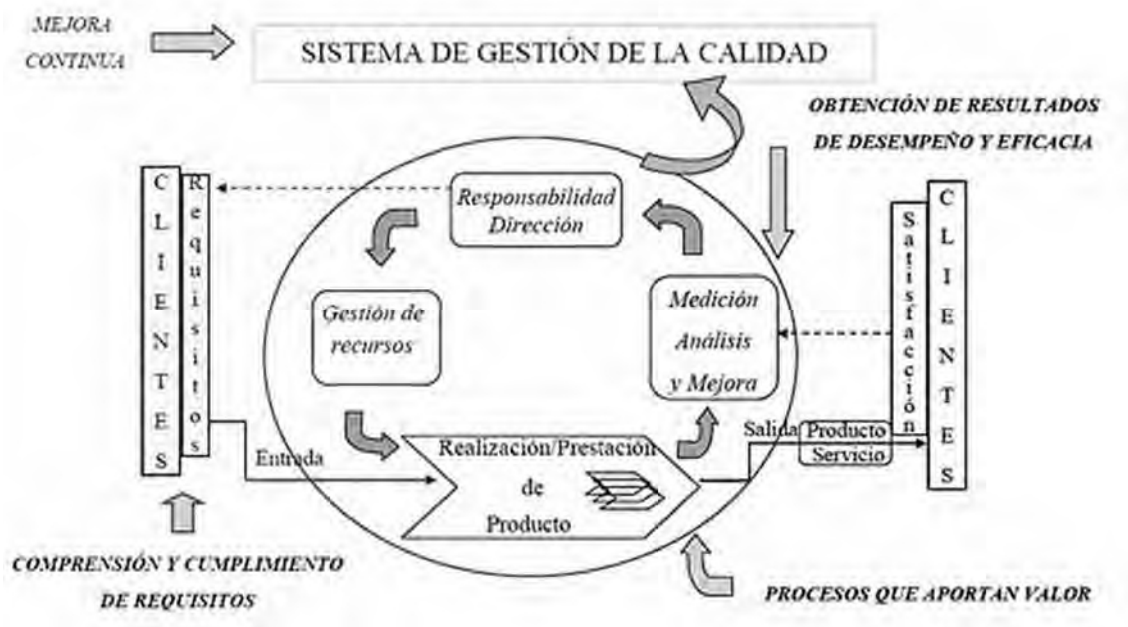 MEJORA
CONTINUA
SISTEMA DE GESTIÓN DE LA CALIDAD
OBTENCIÓN DE RESULTADOS
DE DESEMPEÑO Y EFICACIA
CLIENTES
Requisitos
Responsabilidad
Dirección
Gestión de
recursos
Medición
Análisis
y Mejora
Satisfacción
CLIENTES
Entrada
Realización/Prestación
de
Producto
Salida
Producto
Servicio
COMPRENSIÓN Y CUMPLIMIENTO
DE REQUISITOS
PROCESOS QUE APORTAN VALOR